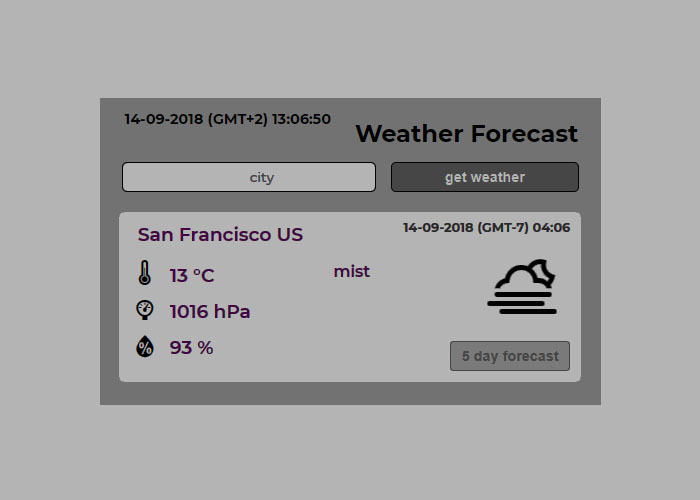 14-09-2018 (GMT+2) 13:06:50
Weather Forecast
city
get weather
San Francisco US
14-09-2018 (GMT-7) 04:06
13 °C
mist
1016 hPa
93 %
5 day forecast